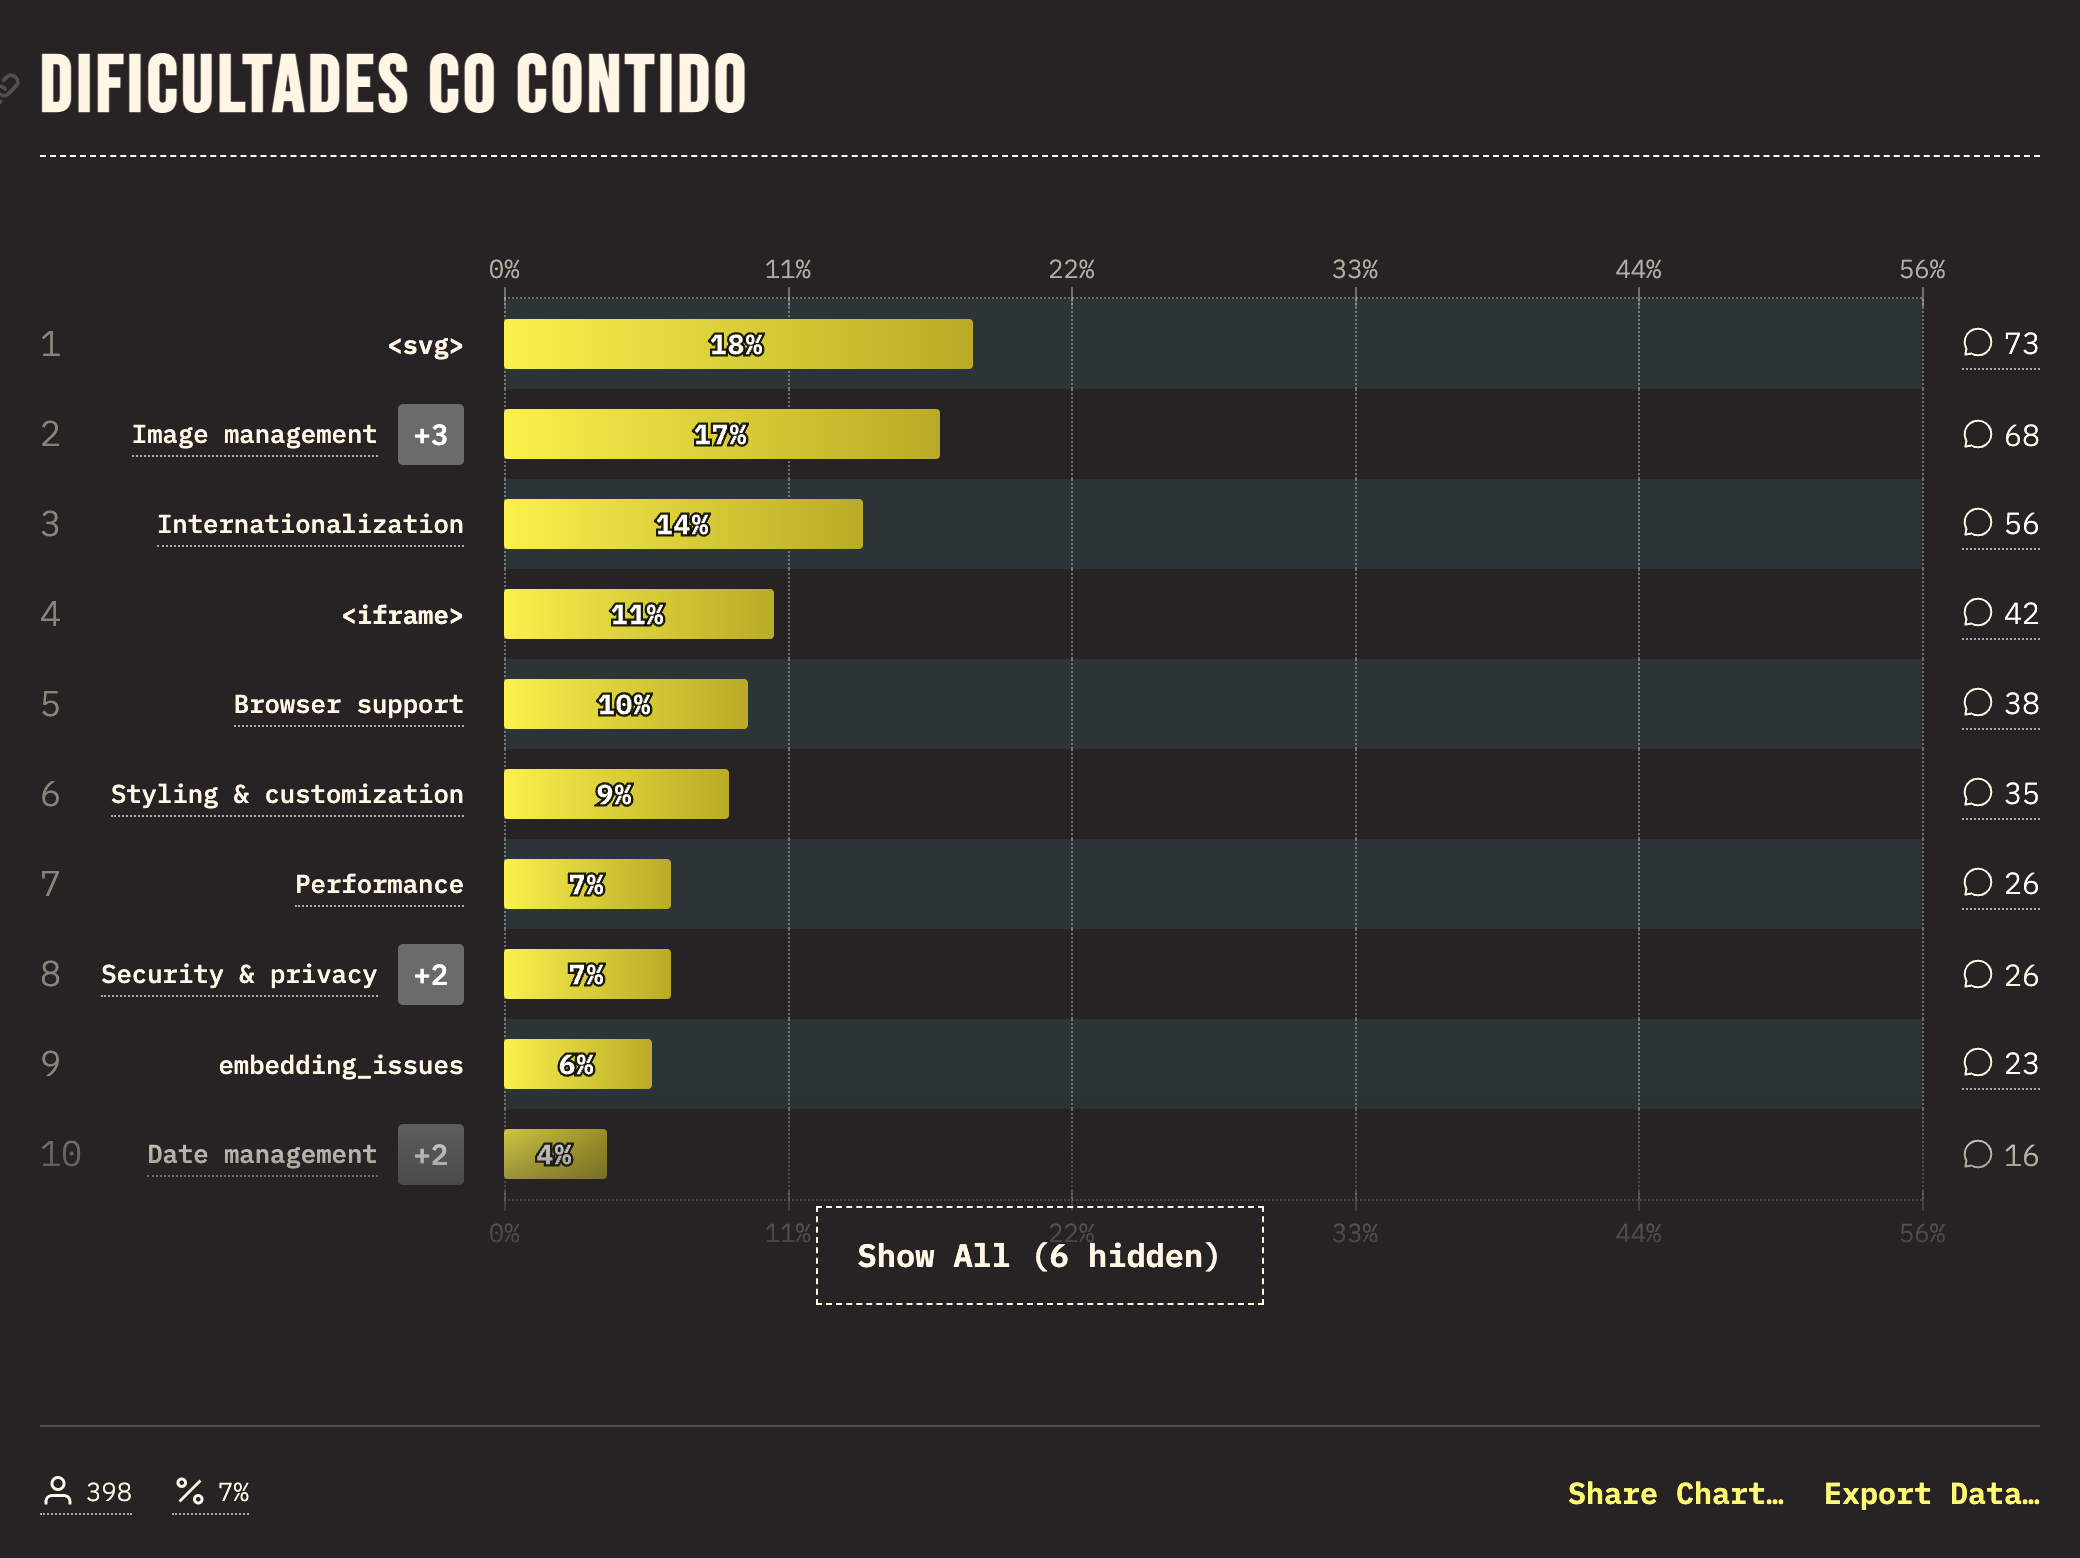 DIFICULTADES CO CONTIDO
0% 11% 22% 33% 44% 56%
1 <svg> 18% 73
2 Image management +3 17% 68
3 Internationalization 14% 56
4 <iframe> 11% 42
5 Browser support 10% 38
6 Styling & customization 9% 35
7 Performance 7% 26
8 Security & privacy +2 7% 26
9 embedding_issues 6% 23
10 Date management +2 4% 16
0% 11% 22% 33% 44% 56%
Show All (6 hidden)
398 7% Share Chart… Export Data…